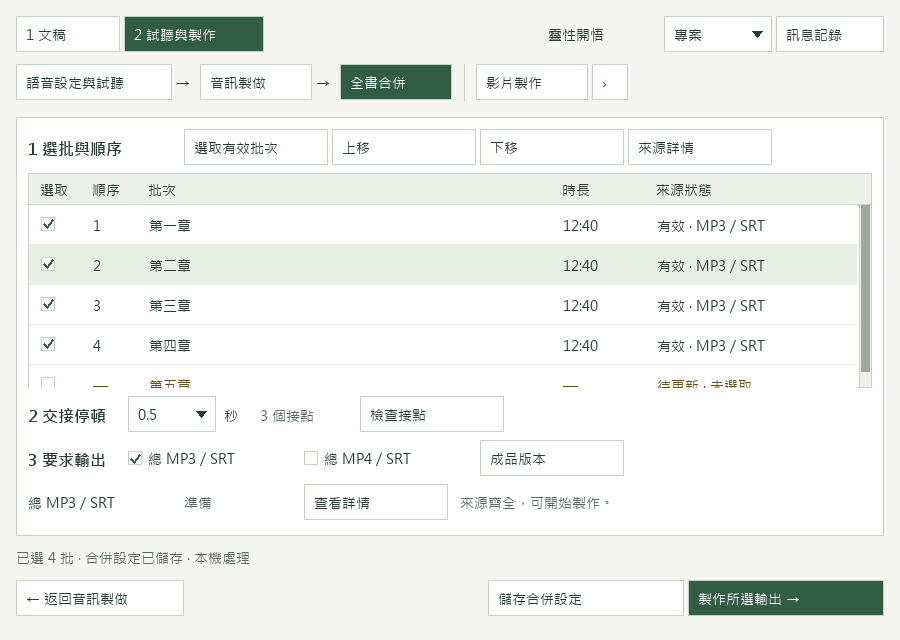 1 文稿 2 試聽與製作 靈性開悟 專案 訊息記錄
語音設定與試聽 → 音訊製做 → 全書合併 影片製作 ›
1 選批與順序 選取有效批次 上移 下移 來源詳情
選取 順序 批次 時長 來源狀態
1 第一章 12:40 有效 · MP3 / SRT
2 第二章 12:40 有效 · MP3 / SRT
3 第三章 12:40 有效 · MP3 / SRT
4 第四章 12:40 有效 · MP3 / SRT
— 第五章 — 待更新 · 未選取
2 交接停頓 0.5 秒 3 個接點 檢查接點
3 要求輸出 總 MP3 / SRT 總 MP4 / SRT 成品版本
總 MP3 / SRT 準備 查看詳情 來源齊全，可開始製作。
已選 4 批 · 合併設定已儲存 · 本機處理
← 返回音訊製做 儲存合併設定 製作所選輸出 →